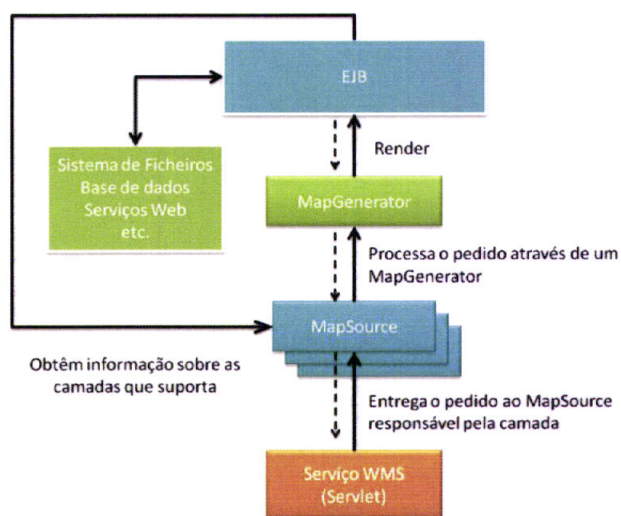 EJB
Render
Sistema de Ficheiros
Base de dados
Serviços Web
etc.
MapGenerator
Processa o pedido através de um
MapGenerator
MapSource
Obtêm informação sobre as
camadas que suporta
Entrega o pedido ao MapSource
responsável pela camada
Serviço WMS
(Servlet)